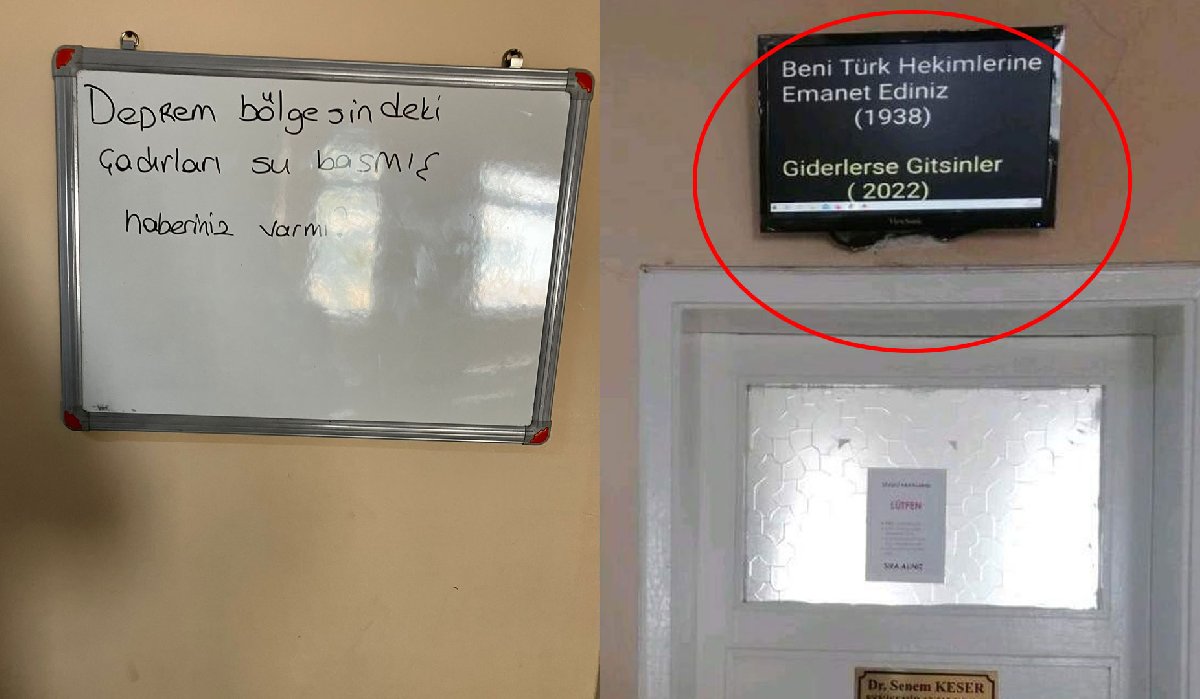 Deprem bölgesindeki
çadırları su basmış
haberiniz varmı?
Beni Türk Hekimlerine
Emanet Ediniz
(1938)
Giderlerse Gitsinler
( 2022)
ViewSonic
LÜTFEN
SIRA ALINIZ
Dr. Senem KESER